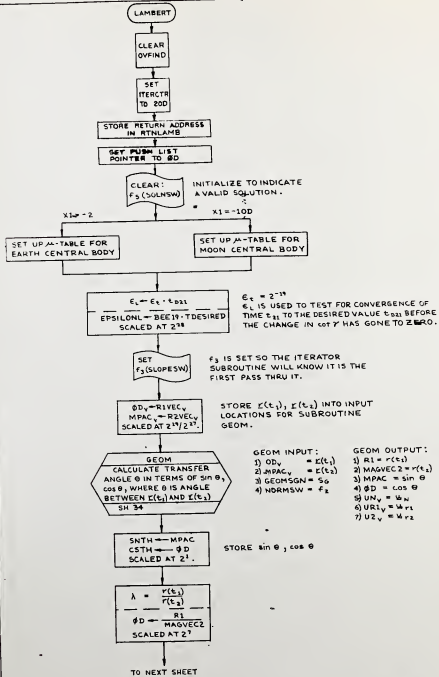 LAMBERT
CLEAR
OVFIND
SET
ITERCTR
TO 20D
STORE RETURN ADDRESS
IN RTNLAMB
SET PUSH LIST
POINTER TO ØD
CLEAR:
f5 (SOLNSW)
INITIALIZE TO INDICATE
A VALID SOLUTION.
X1 = -2
X1 = -10D
SET UP μ-TABLE FOR
EARTH CENTRAL BODY
SET UP μ-TABLE FOR
MOON CENTRAL BODY
εL ← εt · tD21
EPSILONL ← BEE19 · TDESIRED
SCALED AT 2^28
εt = 2^-19
εL IS USED TO TEST FOR CONVERGENCE OF
TIME t21 TO THE DESIRED VALUE tD21 BEFORE
THE CHANGE IN COT γ HAS GONE TO ZERO.
SET
f3 (SLOPESW)
f3 IS SET SO THE ITERATOR
SUBROUTINE WILL KNOW IT IS THE
FIRST PASS THRU IT.
ØDV ← R1VECV
MPACV ← R2VECV
SCALED AT 2^29/2^27.
STORE r(t1), r(t2) INTO INPUT
LOCATIONS FOR SUBROUTINE
GEOM.
GEOM
CALCULATE TRANSFER
ANGLE θ IN TERMS OF sin θ,
cos θ, WHERE θ IS ANGLE
BETWEEN r(t1) AND r(t2)
SH 34
GEOM INPUT:
1) ODV = r(t1)
2) MPACV = r(t2)
3) GEOMSGN = SG
4) NORMSW = f2
GEOM OUTPUT:
1) R1 = r(t1)
2) MAGVEC2 = r(t2)
3) MPAC = sin θ
4) ØD = cos θ
5) UNV = uN
6) UR1V = ur1
7) U2V = ur2
SNTH ← MPAC
CSTH ← ØD
SCALED AT 2^1.
STORE sin θ, cos θ
λ = r(t1)/r(t2)
ØD ← R1/MAGVEC2
SCALED AT 2^7
TO NEXT SHEET